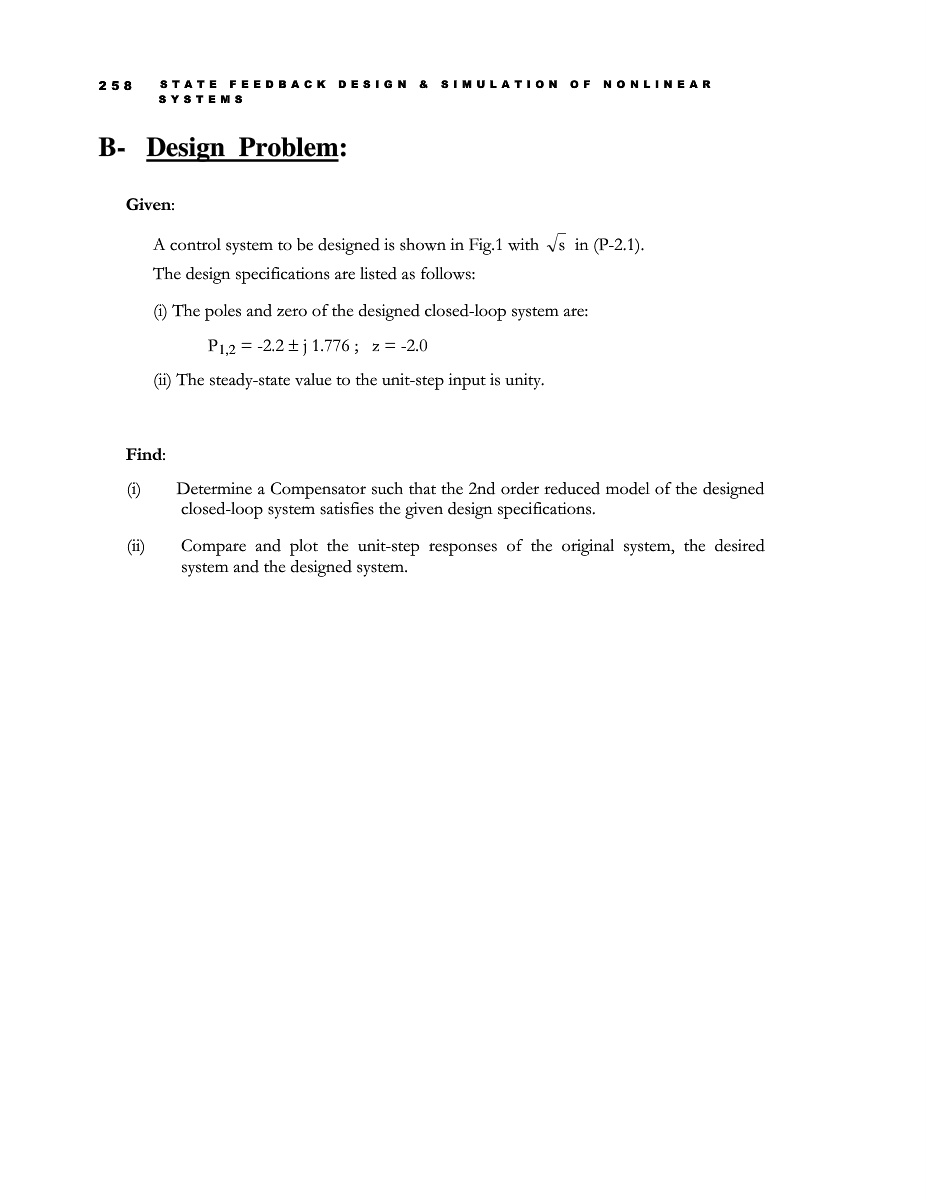 258 STATE FEEDBACK DESIGN & SIMULATION OF NONLINEAR
SYSTEMS
B- Design Problem:
Given:
A control system to be designed is shown in Fig.1 with √s in (P-2.1).
The design specifications are listed as follows:
(i) The poles and zero of the designed closed-loop system are:
P1,2 = -2.2 ± j 1.776 ; z = -2.0
(ii) The steady-state value to the unit-step input is unity.
Find:
(i) Determine a Compensator such that the 2nd order reduced model of the designed
closed-loop system satisfies the given design specifications.
(ii) Compare and plot the unit-step responses of the original system, the desired
system and the designed system.